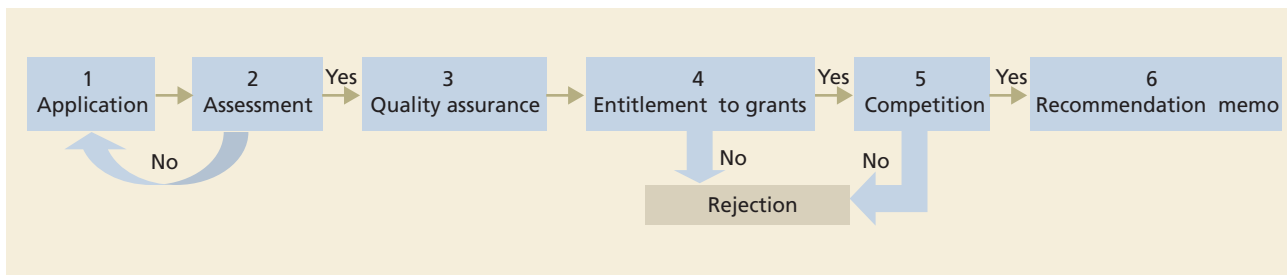 1
Application
2
Assessment
Yes
3
Quality assurance
4
Entitlement to grants
Yes
5
Competition
Yes
6
Recommendation memo
No
No
No
Rejection